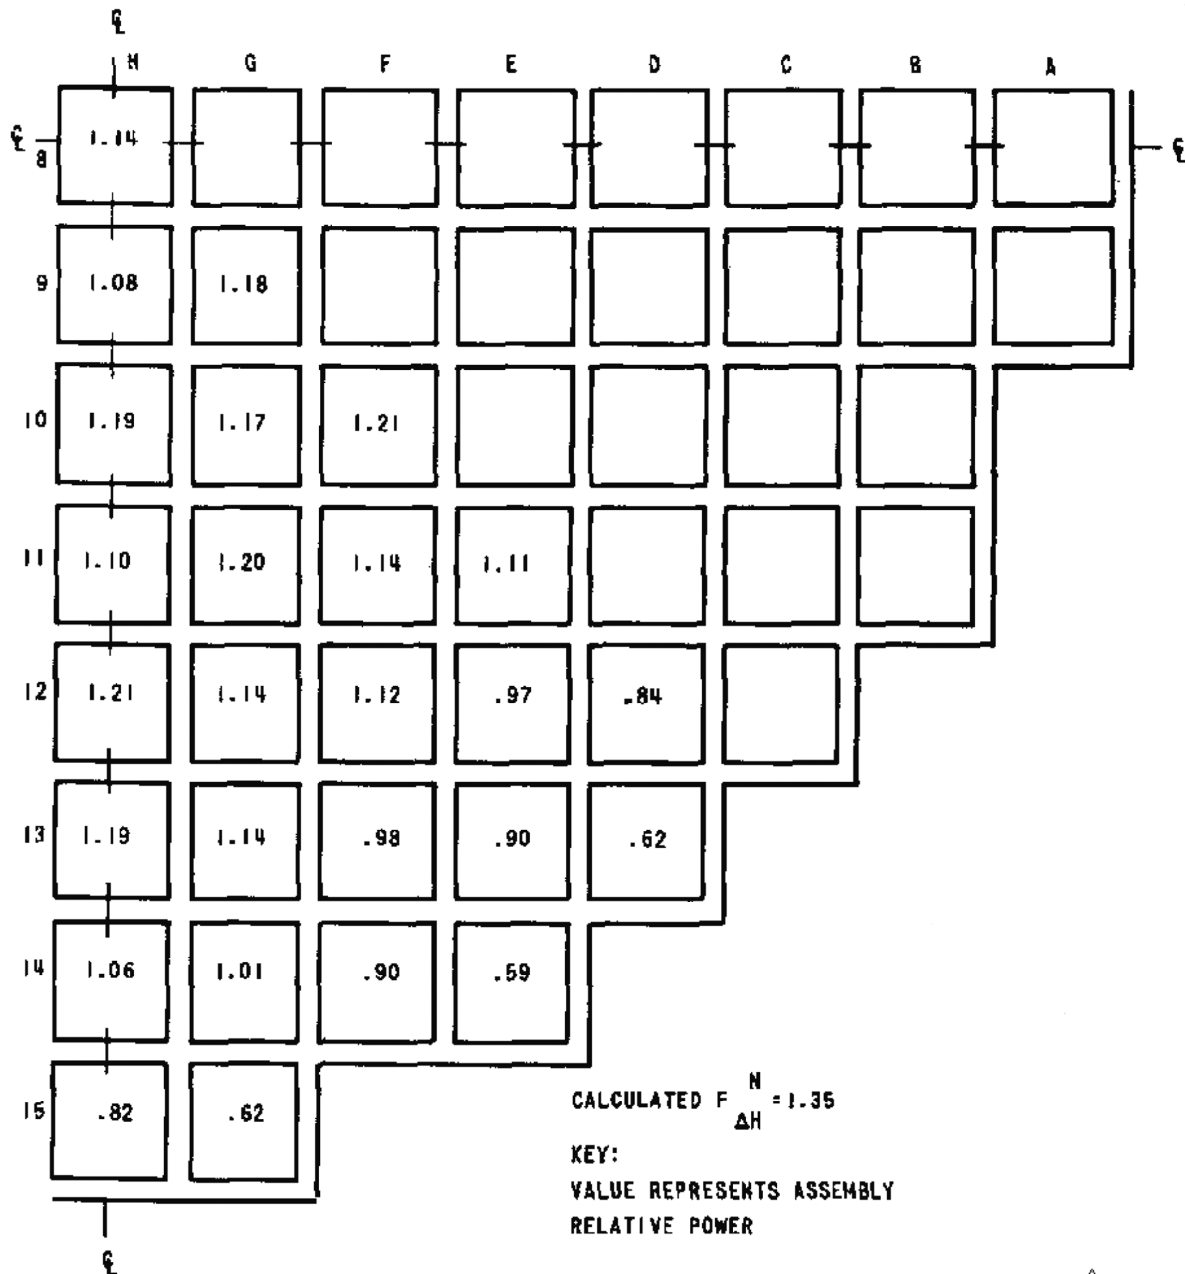 ℄
H G F E D C B A
℄ 8 1.14 ℄
9 1.08 1.18
10 1.19 1.17 1.21
11 1.10 1.20 1.14 1.11
12 1.21 1.14 1.12 .97 .84
13 1.19 1.14 .98 .90 .62
14 1.06 1.01 .90 .59
15 .82 .62
CALCULATED F N ΔH = 1.35
KEY:
VALUE REPRESENTS ASSEMBLY
RELATIVE POWER
℄